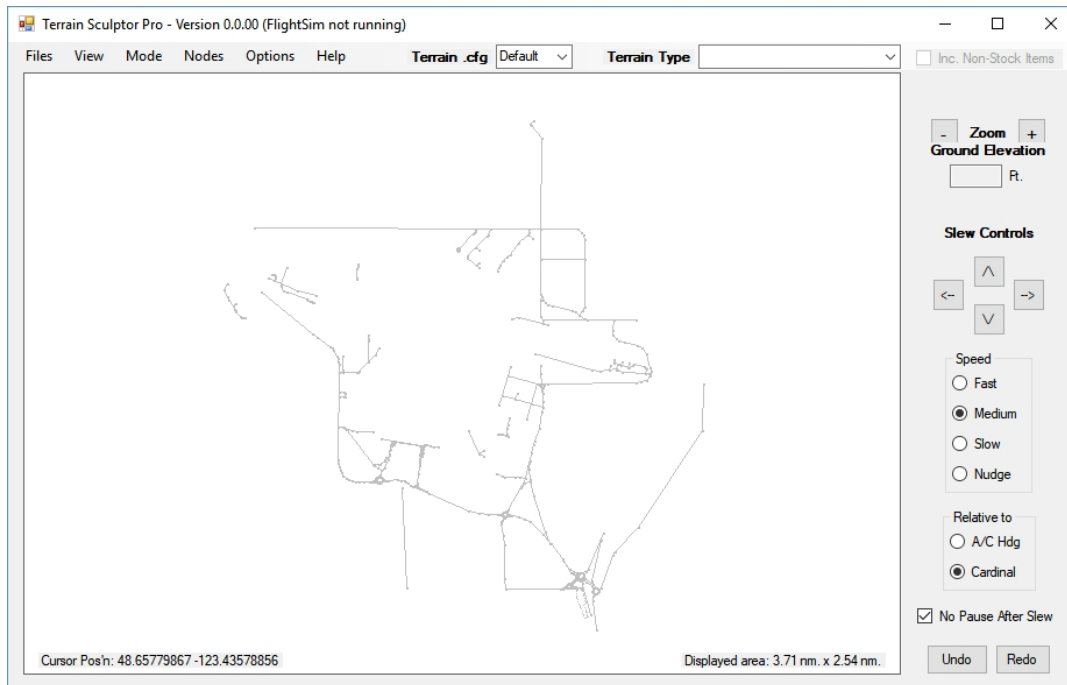 Terrain Sculptor Pro - Version 0.0.00 (FlightSim not running)
Files View Mode Nodes Options Help Terrain .cfg Default Terrain Type Inc. Non-Stock Items
- Zoom +
Ground Elevation
Ft.
Slew Controls
/\
<-- -->
\/
Speed
Fast
Medium
Slow
Nudge
Relative to
A/C Hdg
Cardinal
No Pause After Slew
Cursor Pos'n: 48.65779867 -123.43578856 Displayed area: 3.71 nm. x 2.54 nm. Undo Redo